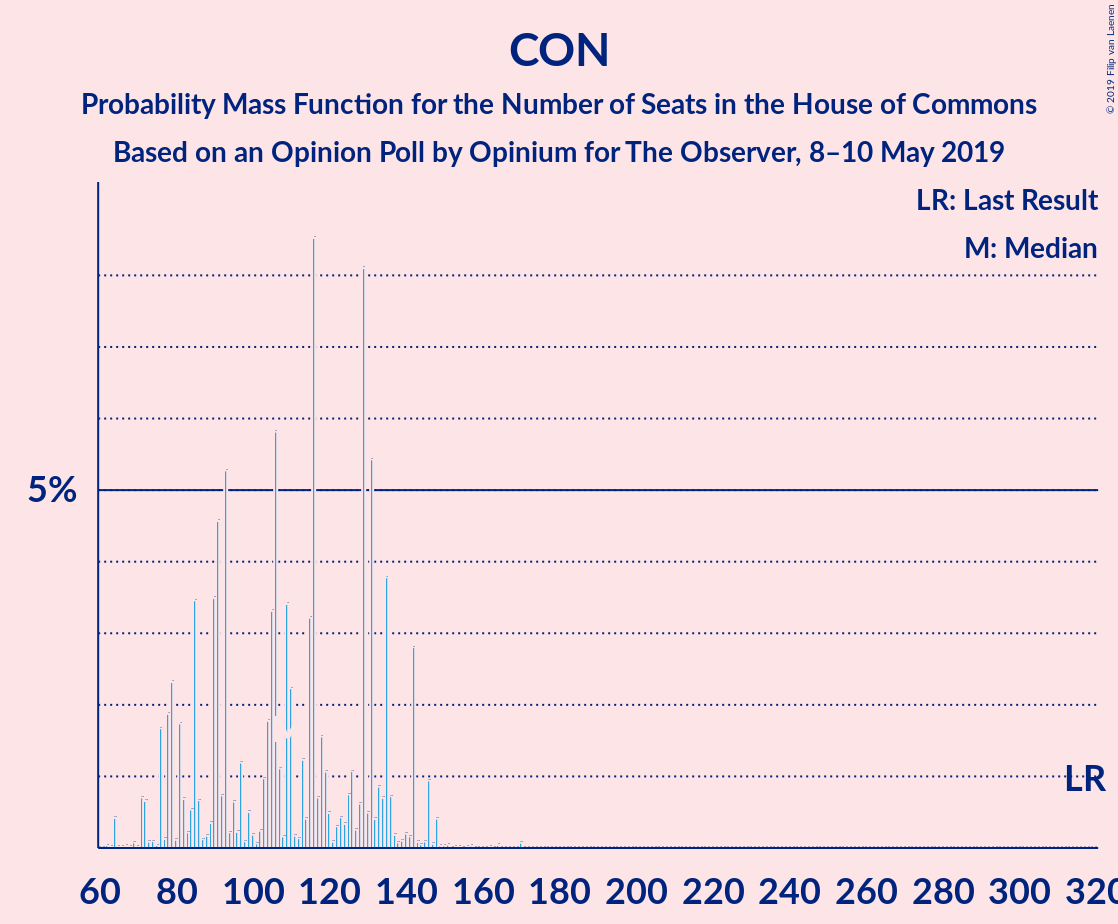 CON
Probability Mass Function for the Number of Seats in the House of Commons
Based on an Opinion Poll by Opinium for The Observer, 8–10 May 2019
© 2019 Filip van Laenen
LR: Last Result
M: Median
5%
LR
60 80 100 120 140 160 180 200 220 240 260 280 300 320